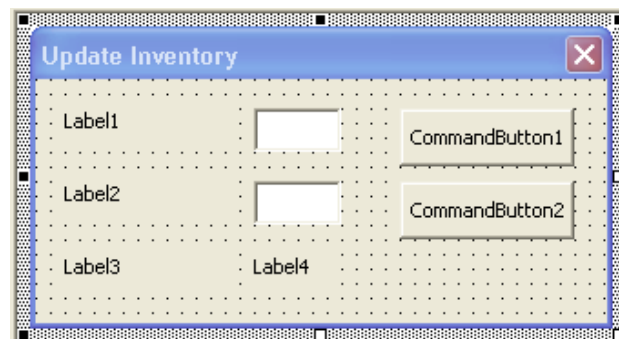 Update Inventory
Label1
CommandButton1
Label2
CommandButton2
Label3 Label4